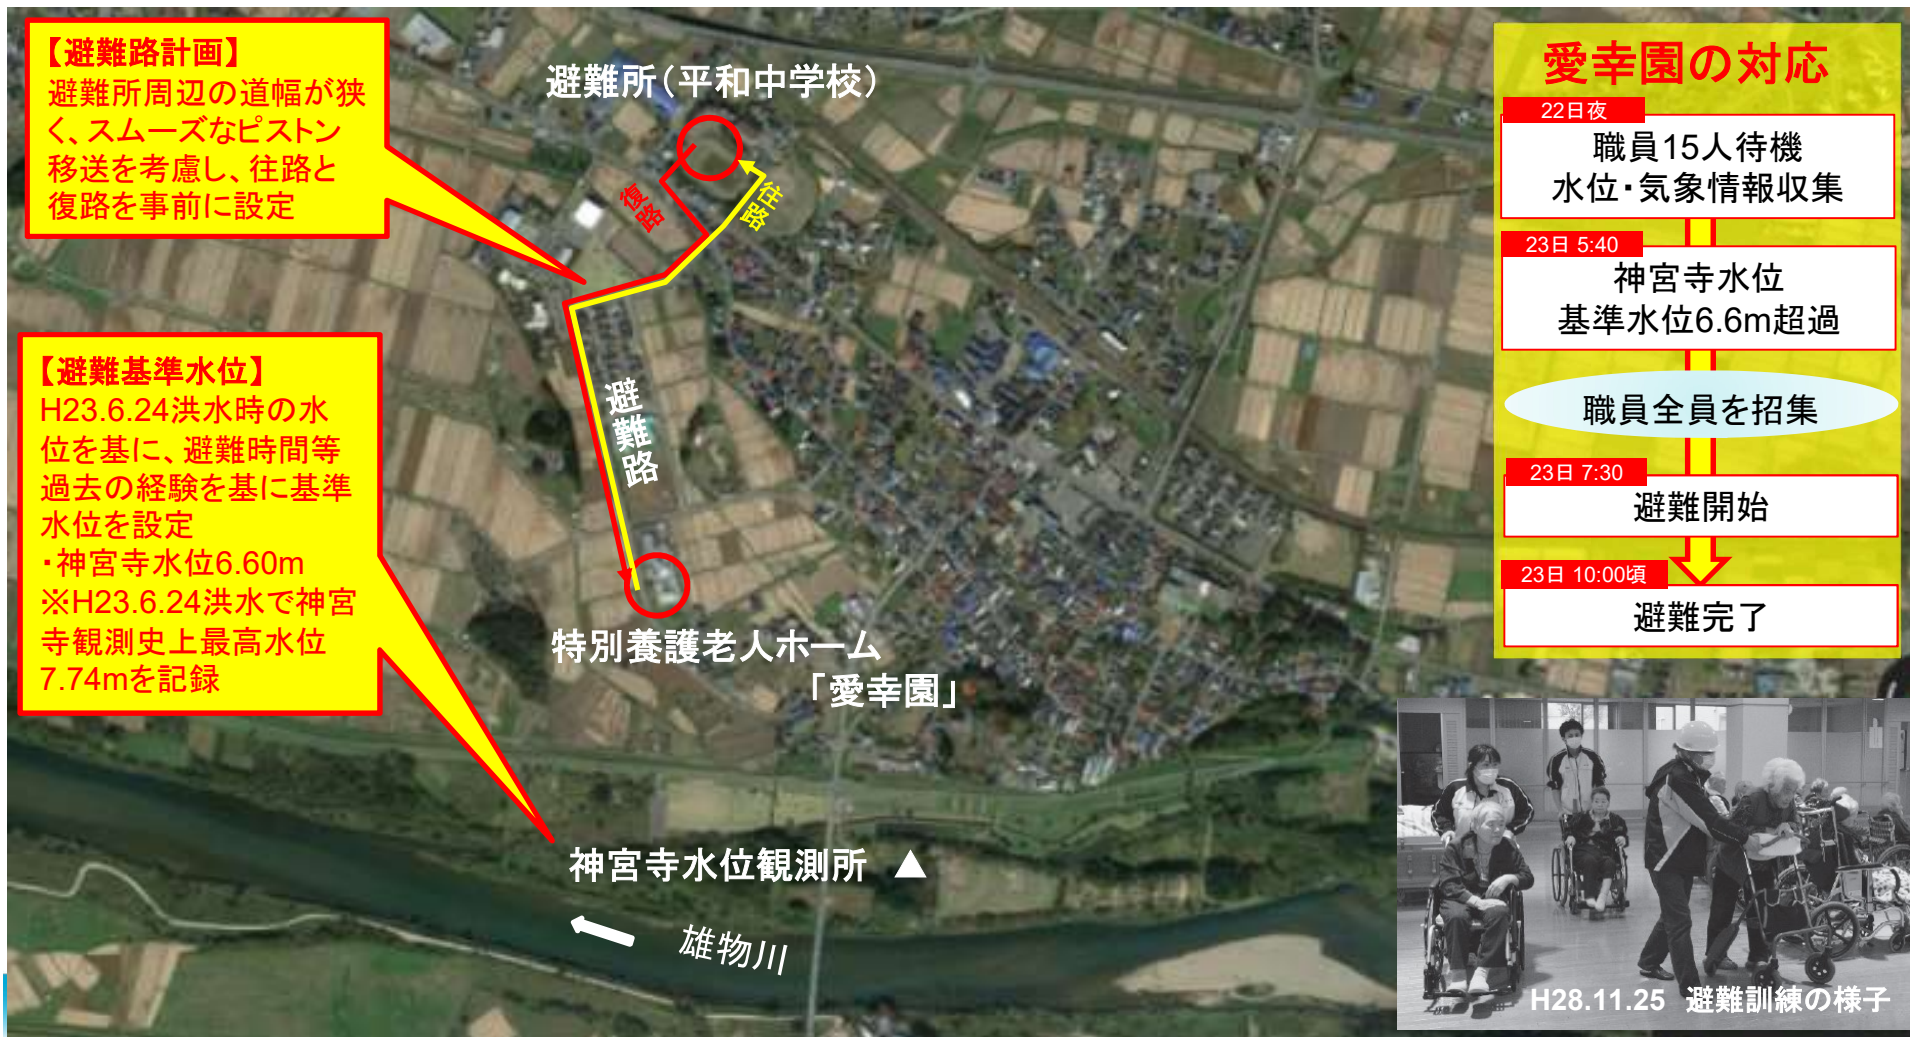 【避難路計画】
避難所周辺の道幅が狭
く、スムーズなピストン
移送を考慮し、往路と
復路を事前に設定
避難所（平和中学校）
復路
往路
避難路
【避難基準水位】
H23.6.24洪水時の水
位を基に、避難時間等
過去の経験を基に基準
水位を設定
・神宮寺水位6.60m
※H23.6.24洪水で神宮
寺観測史上最高水位
7.74mを記録
特別養護老人ホーム
「愛幸園」
神宮寺水位観測所 ▲
雄物川
愛幸園の対応
22日夜
職員15人待機
水位・気象情報収集
23日 5:40
神宮寺水位
基準水位6.6m超過
職員全員を招集
23日 7:30
避難開始
23日 10:00頃
避難完了
H28.11.25 避難訓練の様子